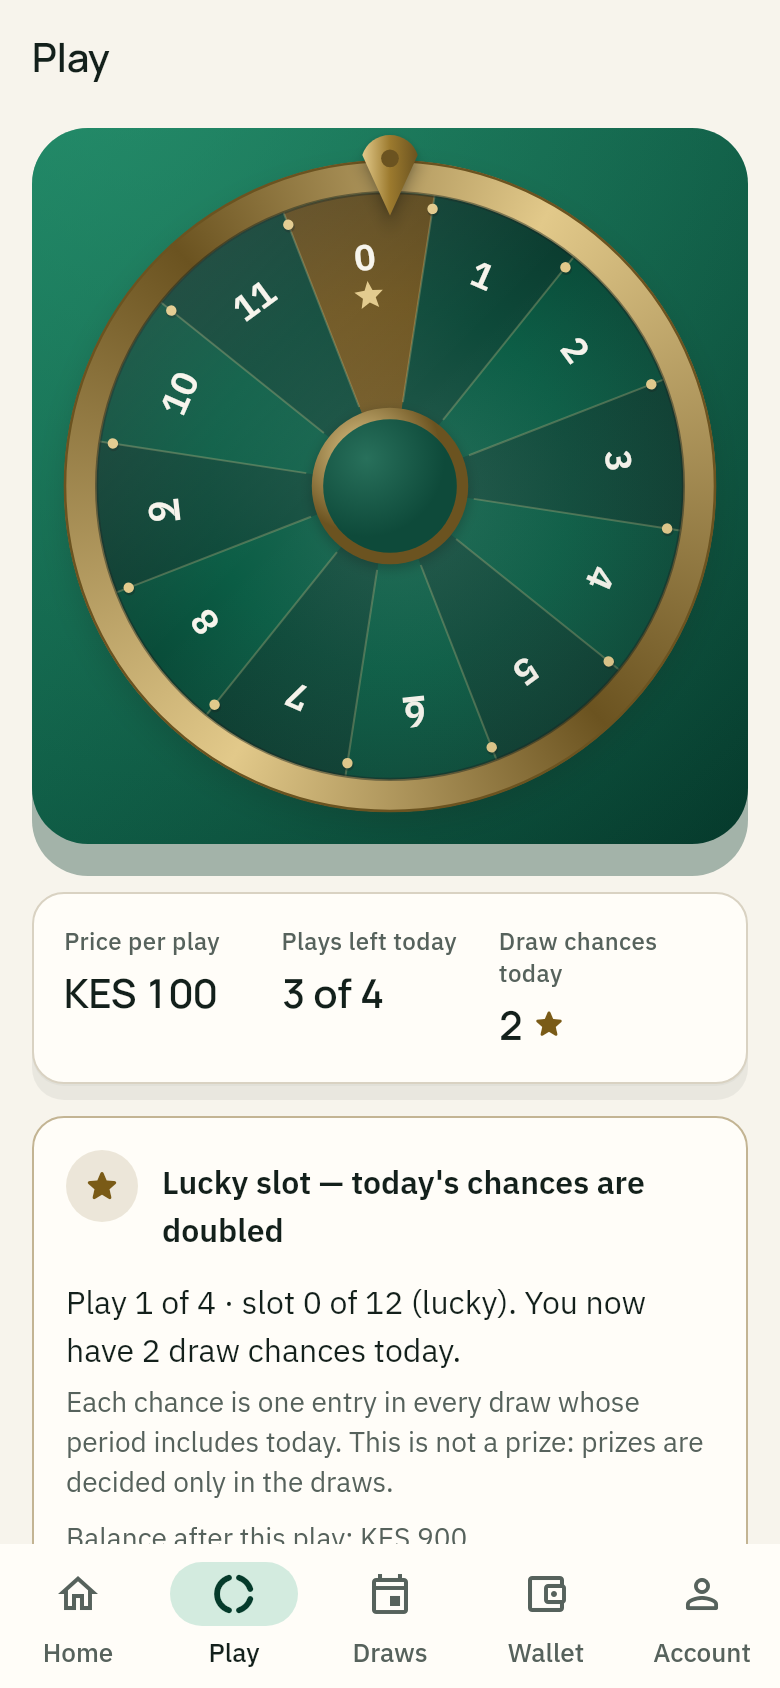 Play
0
1
2
3
4
5
6
7
8
9
10
11
Price per play
KES 100
Plays left today
3 of 4
Draw chances
today
2
Lucky slot — today's chances are
doubled
Play 1 of 4 · slot 0 of 12 (lucky). You now
have 2 draw chances today.
Each chance is one entry in every draw whose
period includes today. This is not a prize: prizes are
decided only in the draws.
Balance after this play: KES 900
Home
Play
Draws
Wallet
Account